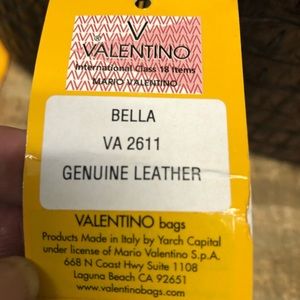 V
VALENTINO
International Class 18 Items
MARIO VALENTINO
BELLA
VA 2611
GENUINE LEATHER
VALENTINO bags
Products Made in Italy by Yarch Capital
under license of Mario Valentino S.p.A.
668 N Coast Hwy Suite 1108
Laguna Beach CA 92651
www.valentinobags.com